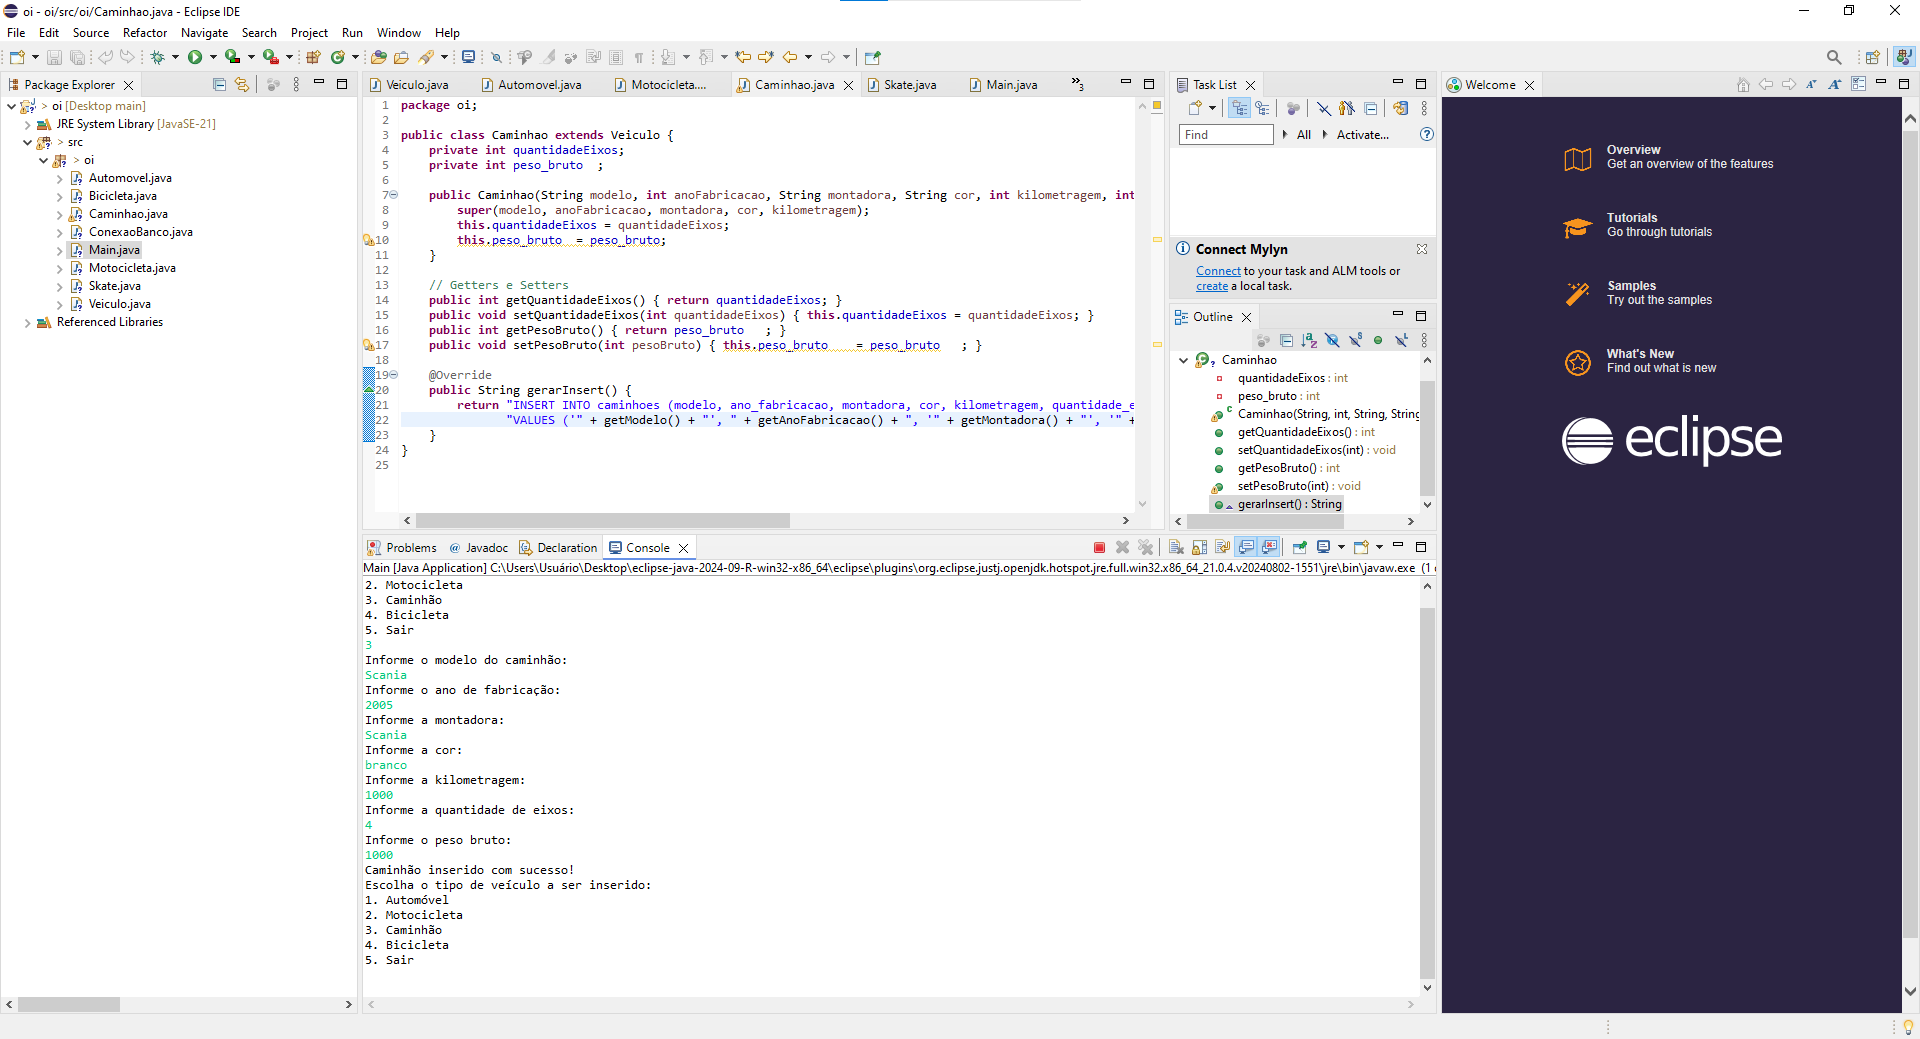 oi - oi/src/oi/Caminhao.java - Eclipse IDE
File Edit Source Refactor Navigate Search Project Run Window Help
Package Explorer
> oi [Desktop main]
JRE System Library [JavaSE-21]
> src
> oi
Automovel.java
Bicicleta.java
Caminhao.java
ConexaoBanco.java
Main.java
Motocicleta.java
Skate.java
Veiculo.java
Referenced Libraries
Veiculo.java Automovel.java Motocicleta.... Caminhao.java Skate.java Main.java »3
1 package oi;
2
3 public class Caminhao extends Veiculo {
4 private int quantidadeEixos;
5 private int peso_bruto ;
6
7 public Caminhao(String modelo, int anoFabricacao, String montadora, String cor, int kilometragem, int
8 super(modelo, anoFabricacao, montadora, cor, kilometragem);
9 this.quantidadeEixos = quantidadeEixos;
10 this.peso_bruto = peso_bruto;
11 }
12
13 // Getters e Setters
14 public int getQuantidadeEixos() { return quantidadeEixos; }
15 public void setQuantidadeEixos(int quantidadeEixos) { this.quantidadeEixos = quantidadeEixos; }
16 public int getPesoBruto() { return peso_bruto ; }
17 public void setPesoBruto(int pesoBruto) { this.peso_bruto = peso_bruto ; }
18
19 @Override
20 public String gerarInsert() {
21 return "INSERT INTO caminhoes (modelo, ano_fabricacao, montadora, cor, kilometragem, quantidade_e
22 "VALUES ('" + getModelo() + "', " + getAnoFabricacao() + ", '" + getMontadora() + "', '" +
23 }
24 }
25
Task List
Find All Activate...
Connect Mylyn
Connect to your task and ALM tools or
create a local task.
Outline
Caminhao
quantidadeEixos : int
peso_bruto : int
Caminhao(String, int, String, String
getQuantidadeEixos() : int
setQuantidadeEixos(int) : void
getPesoBruto() : int
setPesoBruto(int) : void
gerarInsert() : String
Problems Javadoc Declaration Console
Main [Java Application] C:\Users\Usuário\Desktop\eclipse-java-2024-09-R-win32-x86_64\eclipse\plugins\org.eclipse.justj.openjdk.hotspot.jre.full.win32.x86_64_21.0.4.v20240802-1551\jre\bin\javaw.exe (1
2. Motocicleta
3. Caminhão
4. Bicicleta
5. Sair
3
Informe o modelo do caminhão:
Scania
Informe o ano de fabricação:
2005
Informe a montadora:
Scania
Informe a cor:
branco
Informe a kilometragem:
1000
Informe a quantidade de eixos:
4
Informe o peso bruto:
1000
Caminhão inserido com sucesso!
Escolha o tipo de veículo a ser inserido:
1. Automóvel
2. Motocicleta
3. Caminhão
4. Bicicleta
5. Sair
Welcome
Overview
Get an overview of the features
Tutorials
Go through tutorials
Samples
Try out the samples
What's New
Find out what is new
eclipse